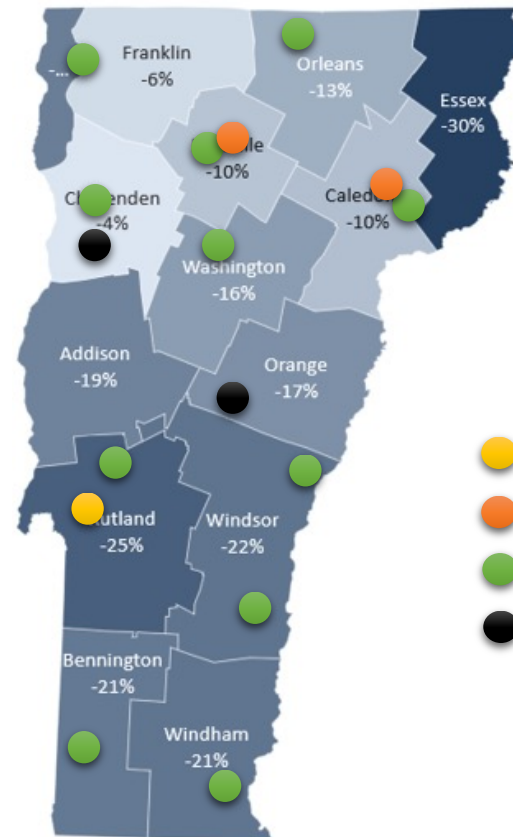 Franklin
-6%
Orleans
-13%
Essex
-30%
-...
-10%
-4%
-10%
Washington
-16%
Addison
-19%
Orange
-17%
Rutland
-25%
Windsor
-22%
Bennington
-21%
Windham
-21%